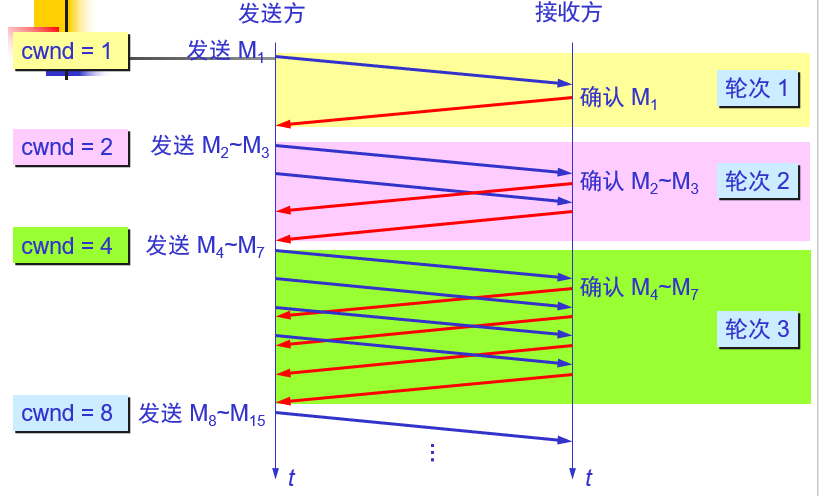 发送方
接收方
cwnd = 1
发送 M₁
确认 M₁
轮次 1
cwnd = 2
发送 M₂~M₃
确认 M₂~M₃
轮次 2
cwnd = 4
发送 M₄~M₇
确认 M₄~M₇
轮次 3
cwnd = 8
发送 M₈~M₁₅
⋮
t
t